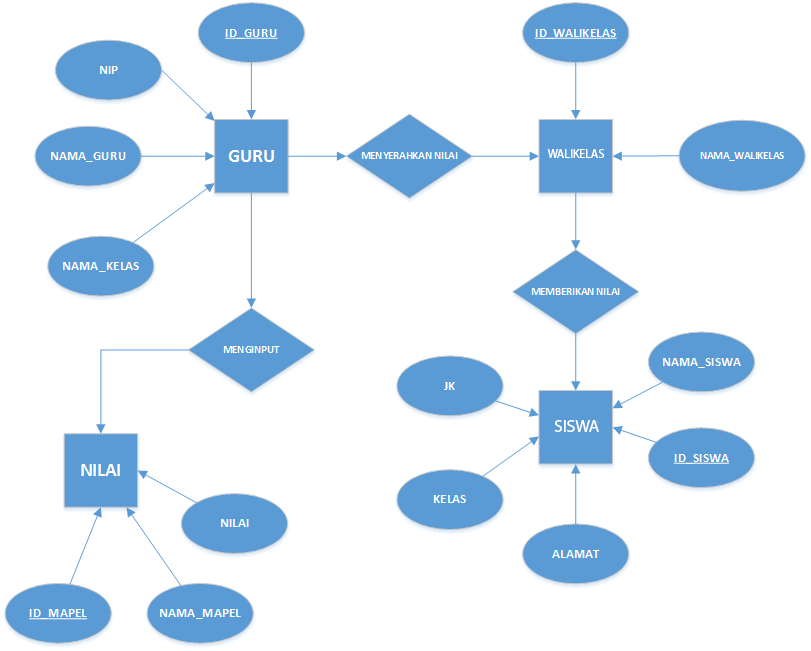 ID_GURU
ID_WALIKELAS
NIP
NAMA_GURU
GURU
MENYERAHKAN NILAI
WALIKELAS
NAMA_WALIKELAS
NAMA_KELAS
MEMBERIKAN NILAI
MENGINPUT
NAMA_SISWA
JK
SISWA
ID_SISWA
NILAI
KELAS
NILAI
ALAMAT
ID_MAPEL
NAMA_MAPEL